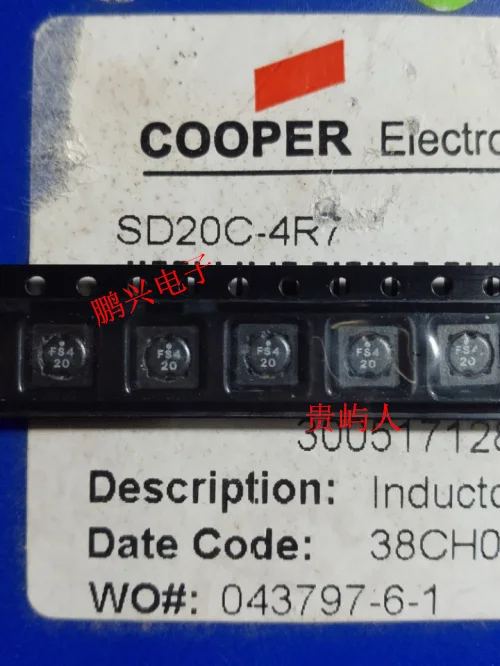 COOPER Electro
SD20C-4R7
鹏兴电子
FS4
20
FS4
20
FS4
20
FS4
20
FS4
20
贵屿人
300517128
Description: Inducto
Date Code: 38CH0
WO#: 043797-6-1